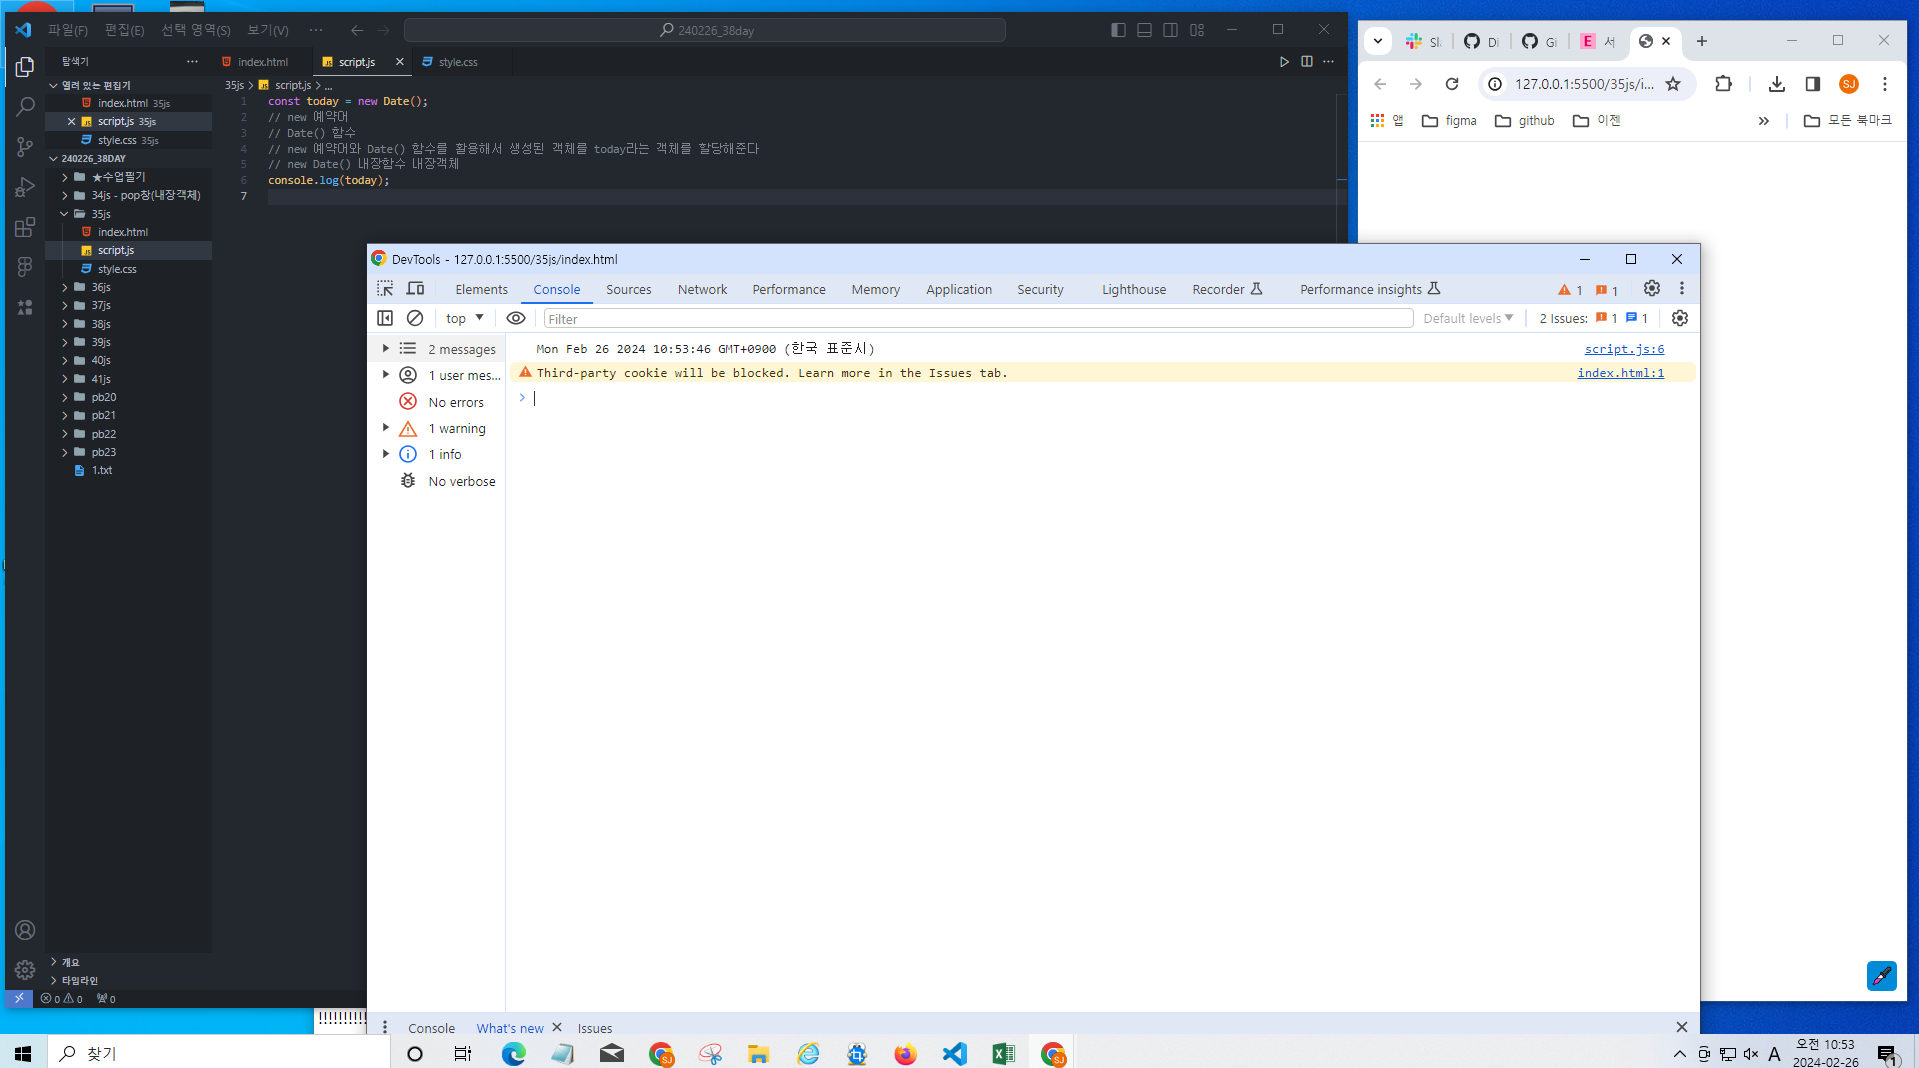 파일(F) 편집(E) 선택 영역(S) 보기(V) ··· 240226_38day
탐색기 ···
열려 있는 편집기
index.html 35js
script.js 35js
style.css 35js
240226_38DAY
★수업필기
34js - pop창(내장객체)
35js
index.html
script.js
style.css
36js
37js
38js
39js
40js
41js
pb20
pb21
pb22
pb23
1.txt
개요
타임라인
0 0 0
index.html script.js style.css
35js > script.js > ...
1 const today = new Date();
2 // new 예약어
3 // Date() 함수
4 // new 예약어와 Date() 함수를 활용해서 생성된 객체를 today라는 객체를 할당해준다
5 // new Date() 내장함수 내장객체
6 console.log(today);
7
Di Gi E 서
127.0.0.1:5500/35js/i... SJ
앱 figma github 이젠 » 모든 북마크
DevTools - 127.0.0.1:5500/35js/index.html
Elements Console Sources Network Performance Memory Application Security Lighthouse Recorder Performance insights 1 1
top Filter Default levels 2 Issues: 1 1
2 messages
1 user mes...
No errors
1 warning
1 info
No verbose
Mon Feb 26 2024 10:53:46 GMT+0900 (한국 표준시) script.js:6
Third-party cookie will be blocked. Learn more in the Issues tab. index.html:1
>
Console What's new Issues
!!!!!!!!!!
찾기
SJ SJ A 오전 10:53
2024-02-26 1